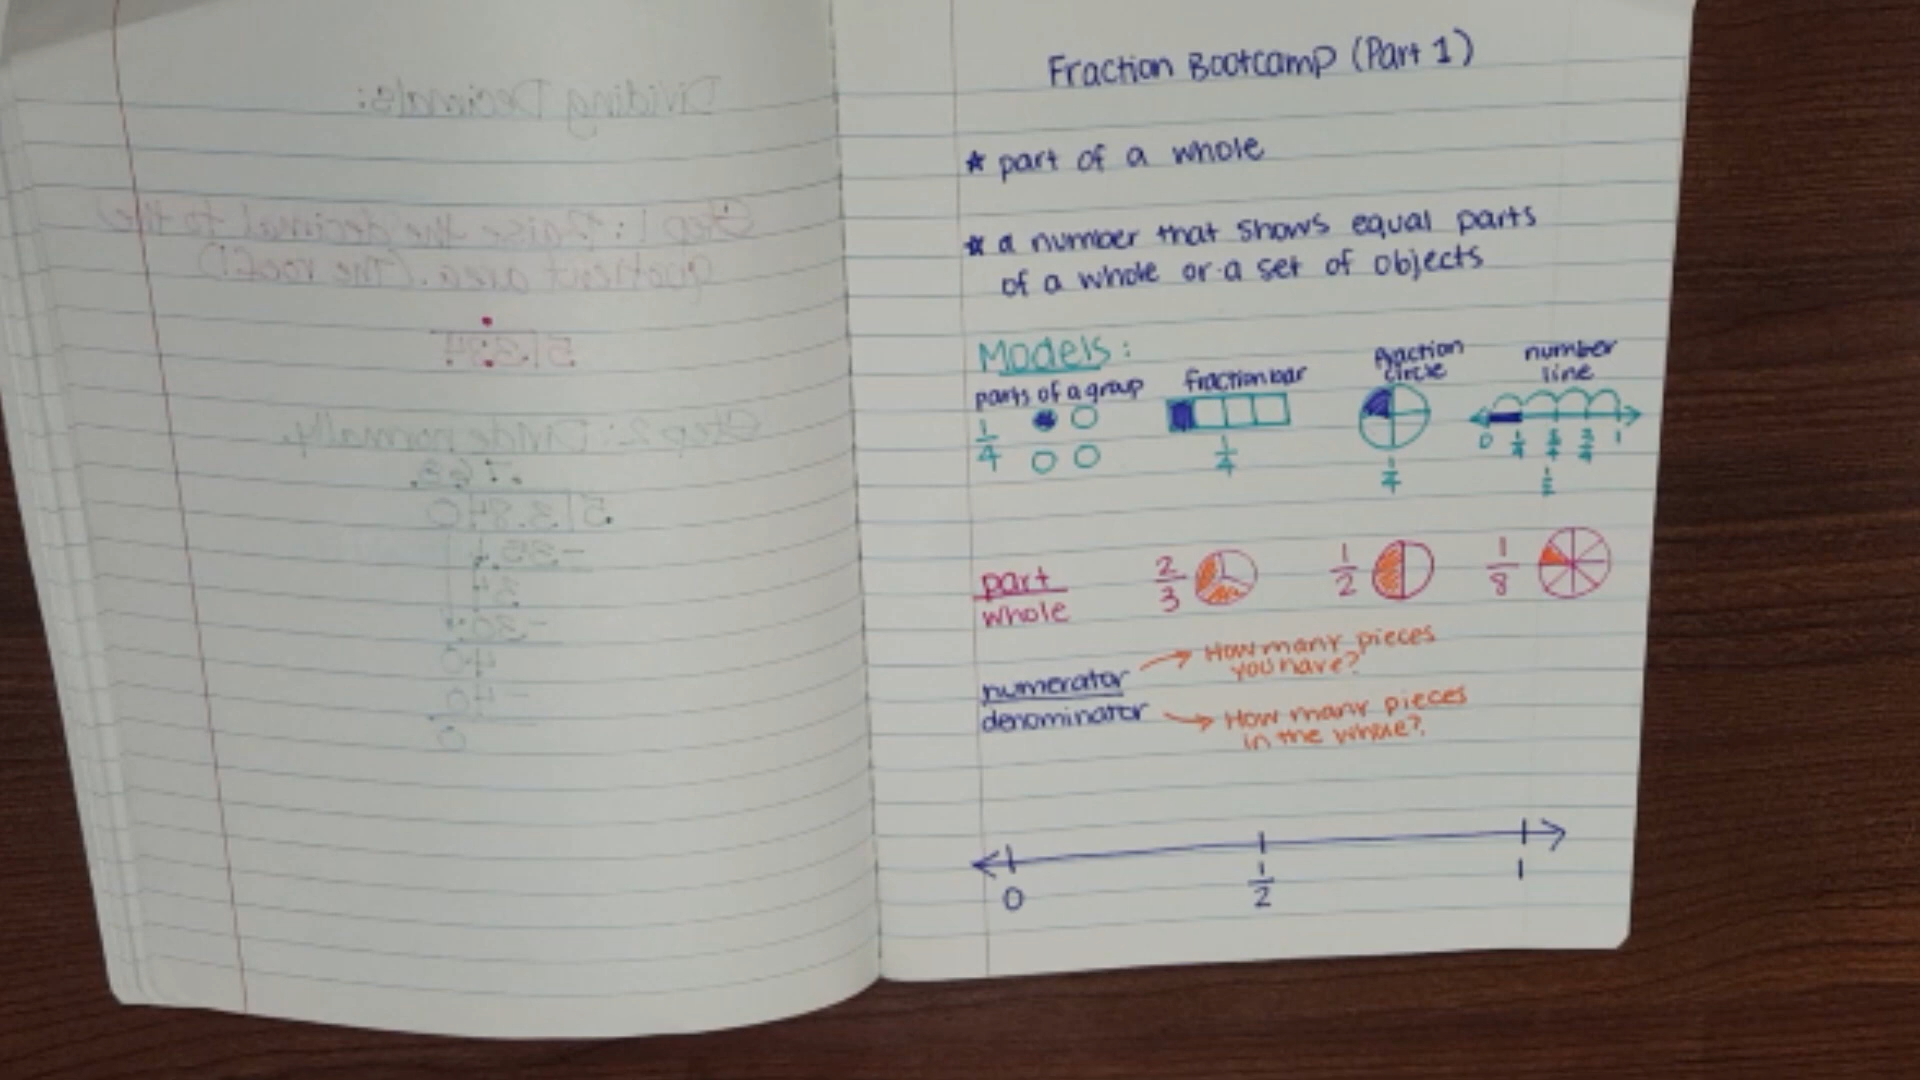 Dividing Decimals:
Step 1: Raise the decimal to the
quotient area. (the roof!)
Step 2: Divide normally.
Fraction Bootcamp (Part 1)
* part of a whole
* a number that shows equal parts
of a whole or a set of objects
Models:
parts of a group fraction bar fraction circle number line
1/4 1/4 1/4 0 1/4 2/4 3/4 1
1/2
part/whole 2/3 1/2 1/8
numerator → How many pieces
you have?
denominator → How many pieces
in the whole?
0 1/2 1